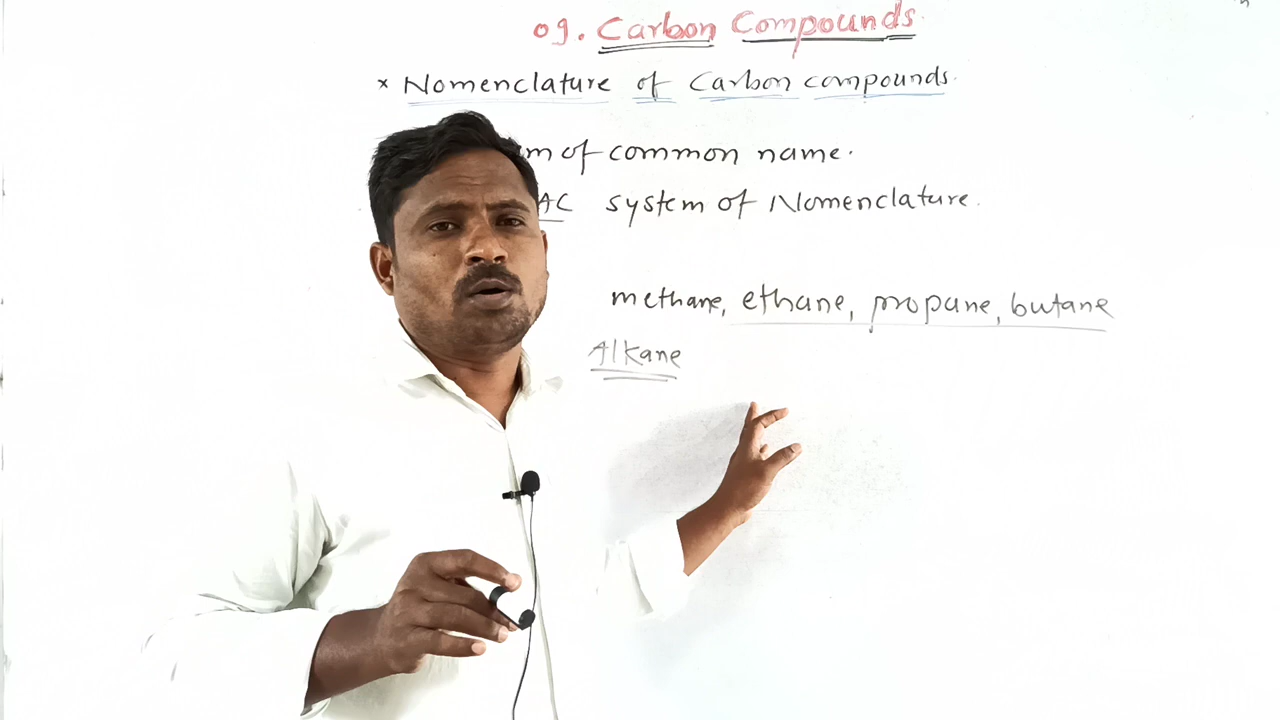 09. Carbon Compounds.
* Nomenclature of Carbon compounds.
m of common name.
AC system of Nomenclature.
methane, ethane, propane, butane
Alkane